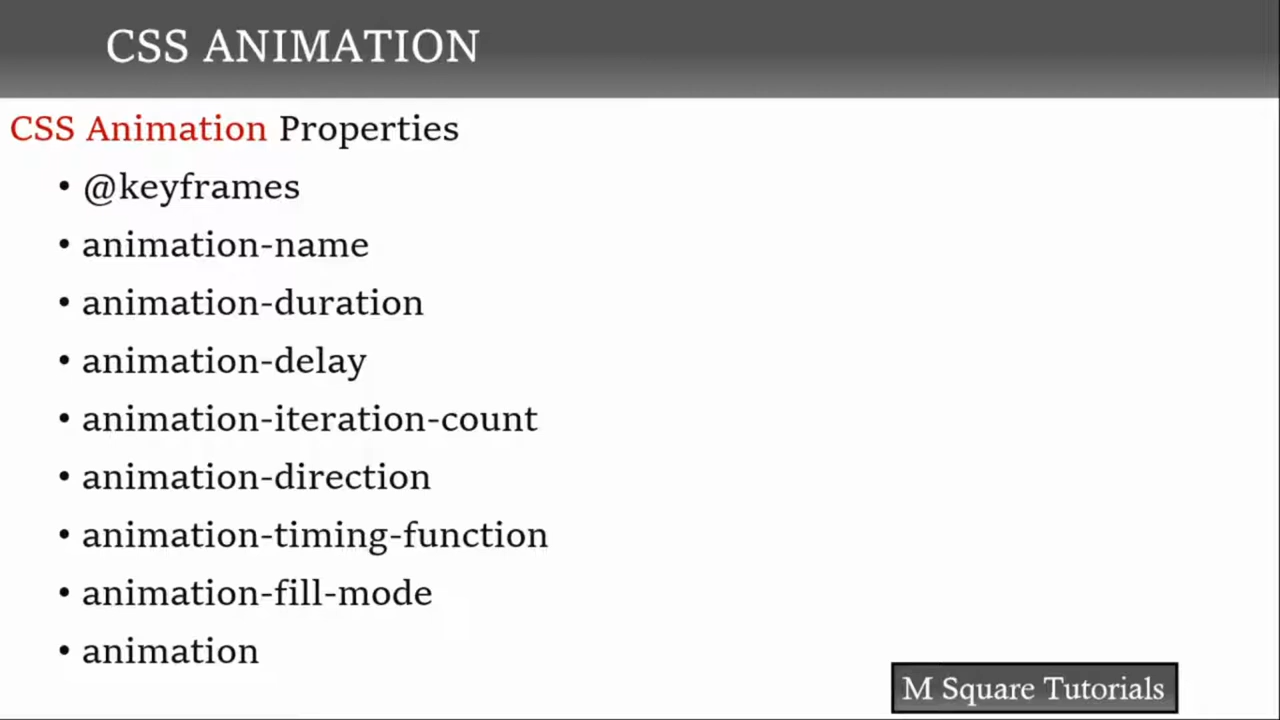 CSS ANIMATION
CSS Animation Properties
• @keyframes
• animation-name
• animation-duration
• animation-delay
• animation-iteration-count
• animation-direction
• animation-timing-function
• animation-fill-mode
• animation
M Square Tutorials